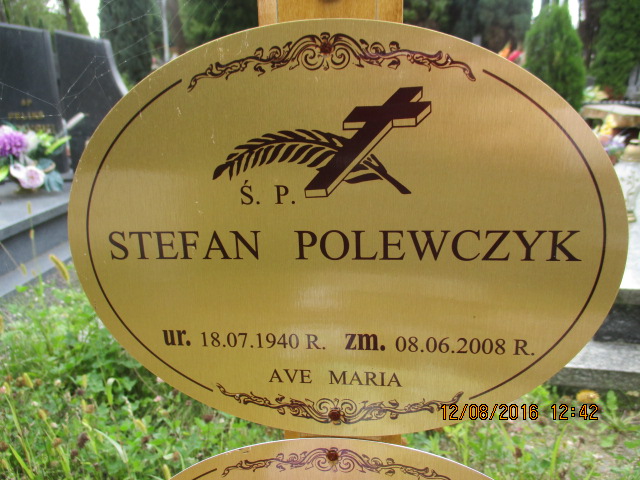 Ś. P.
STEFAN POLEWCZYK
ur. 18.07.1940 R. zm. 08.06.2008 R.
AVE MARIA
12/08/2016 12:42